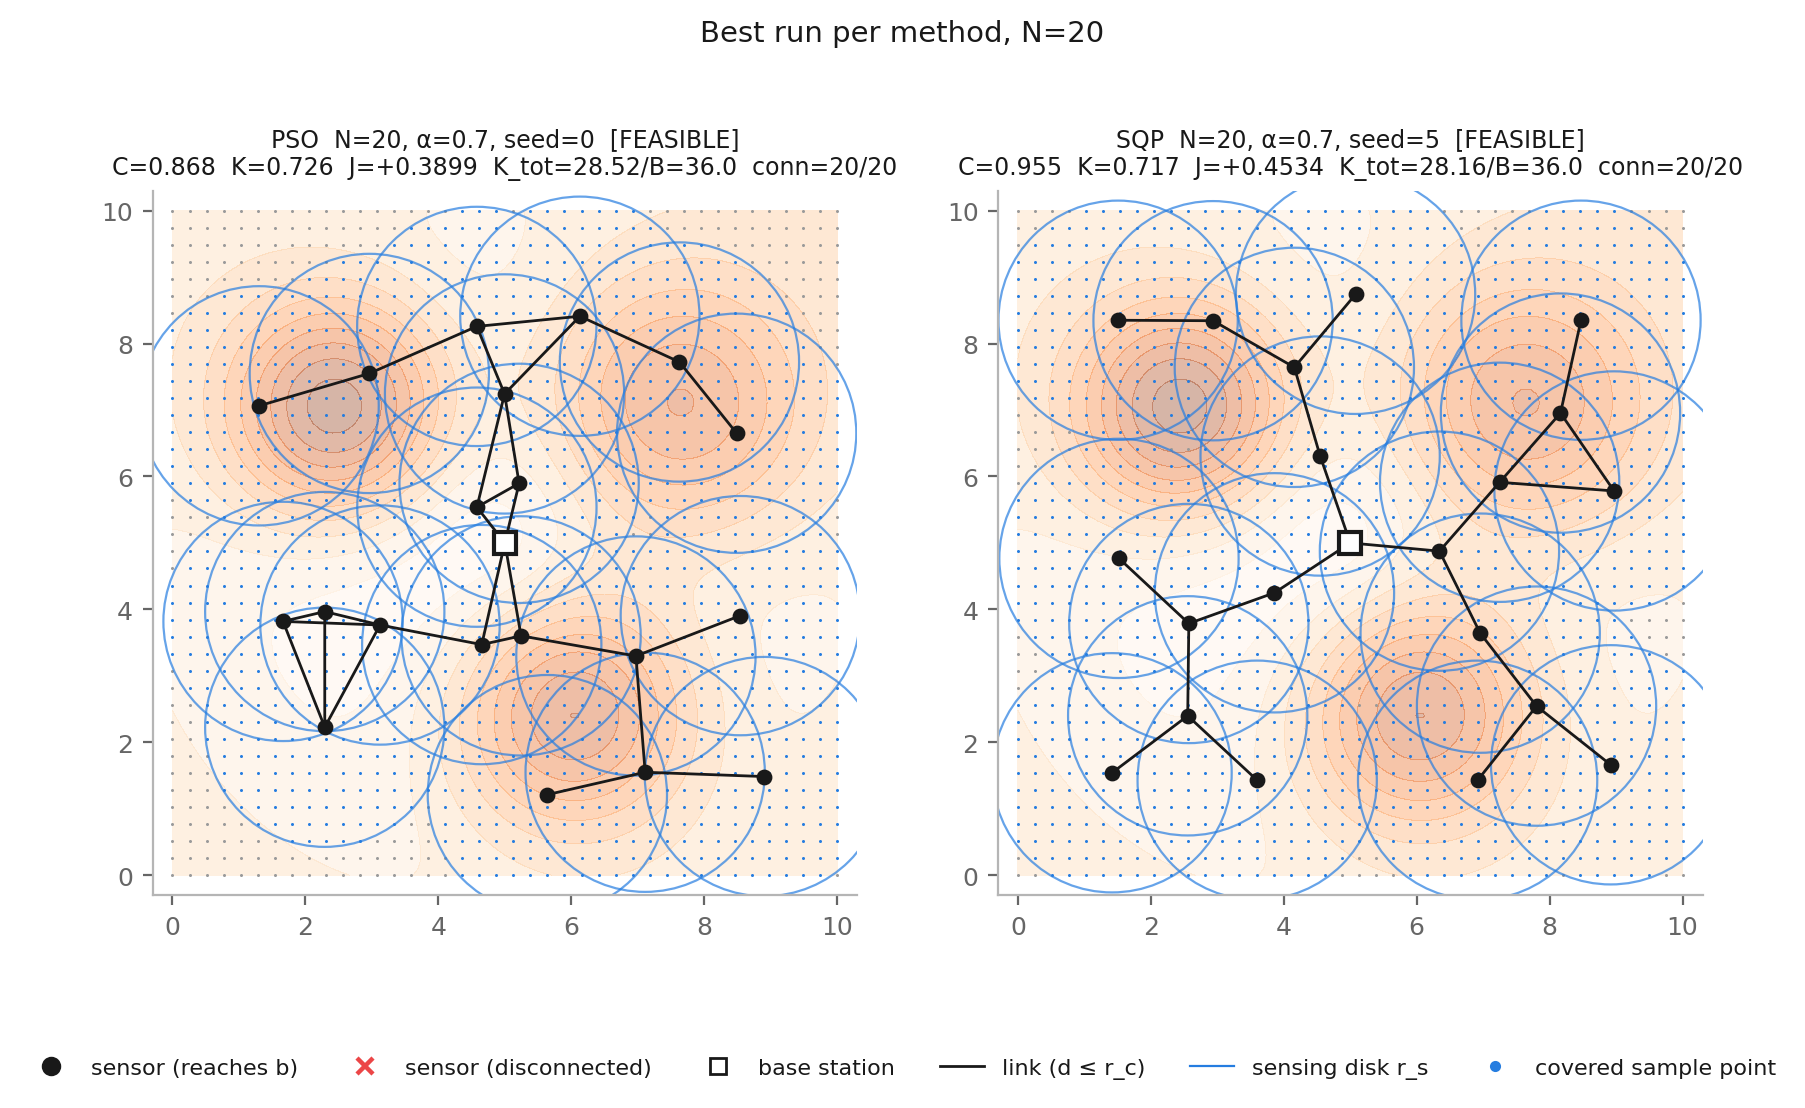 Best run per method, N=20
PSO  N=20, α=0.7, seed=0  [FEASIBLE]
C=0.868  K=0.726  J=+0.3899  K_tot=28.52/B=36.0  conn=20/20
10
8
6
4
2
0
0 2 4 6 8 10
SQP  N=20, α=0.7, seed=5  [FEASIBLE]
C=0.955  K=0.717  J=+0.4534  K_tot=28.16/B=36.0  conn=20/20
10
8
6
4
2
0
0 2 4 6 8 10
sensor (reaches b)
sensor (disconnected)
base station
link (d ≤ r_c)
sensing disk r_s
covered sample point